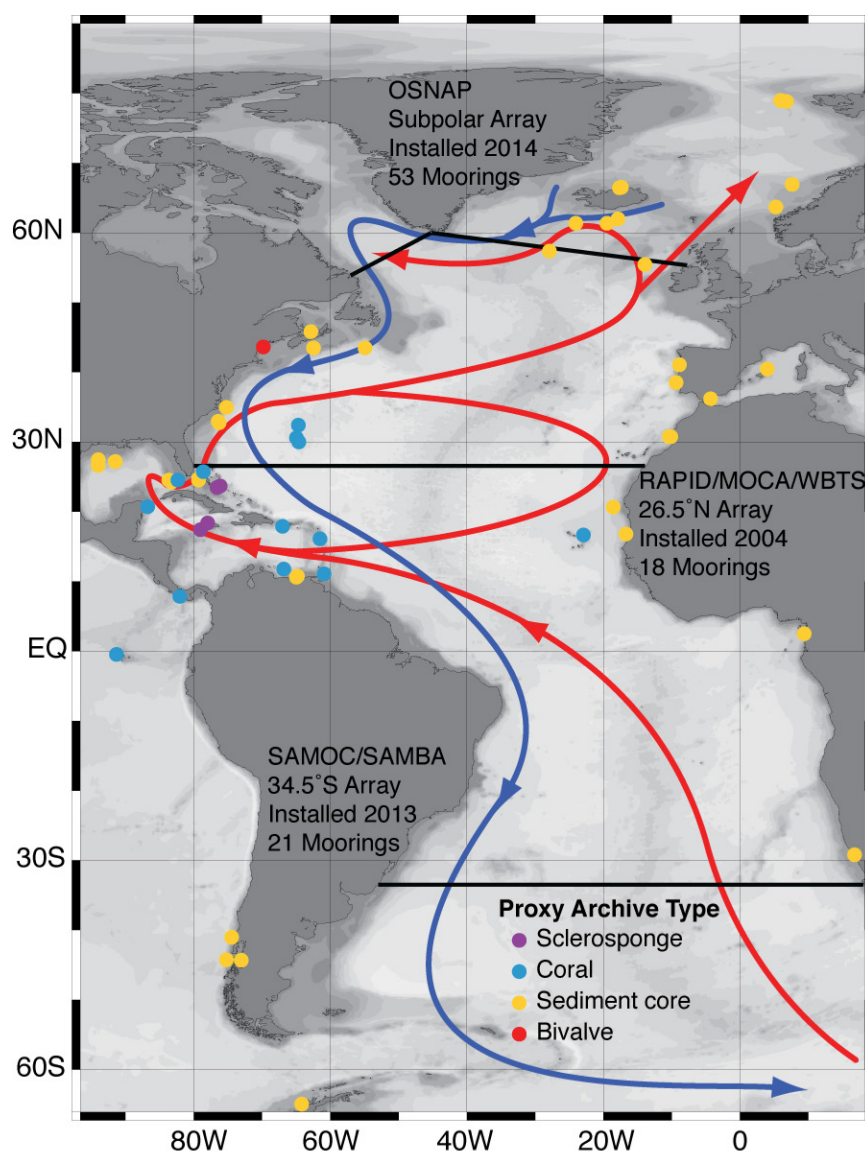 OSNAP
Subpolar Array
Installed 2014
53 Moorings
60N
30N
RAPID/MOCA/WBTS
26.5˚N Array
Installed 2004
18 Moorings
EQ
SAMOC/SAMBA
34.5˚S Array
Installed 2013
21 Moorings
30S
Proxy Archive Type
Sclerosponge
Coral
Sediment core
Bivalve
60S
80W
60W
40W
20W
0